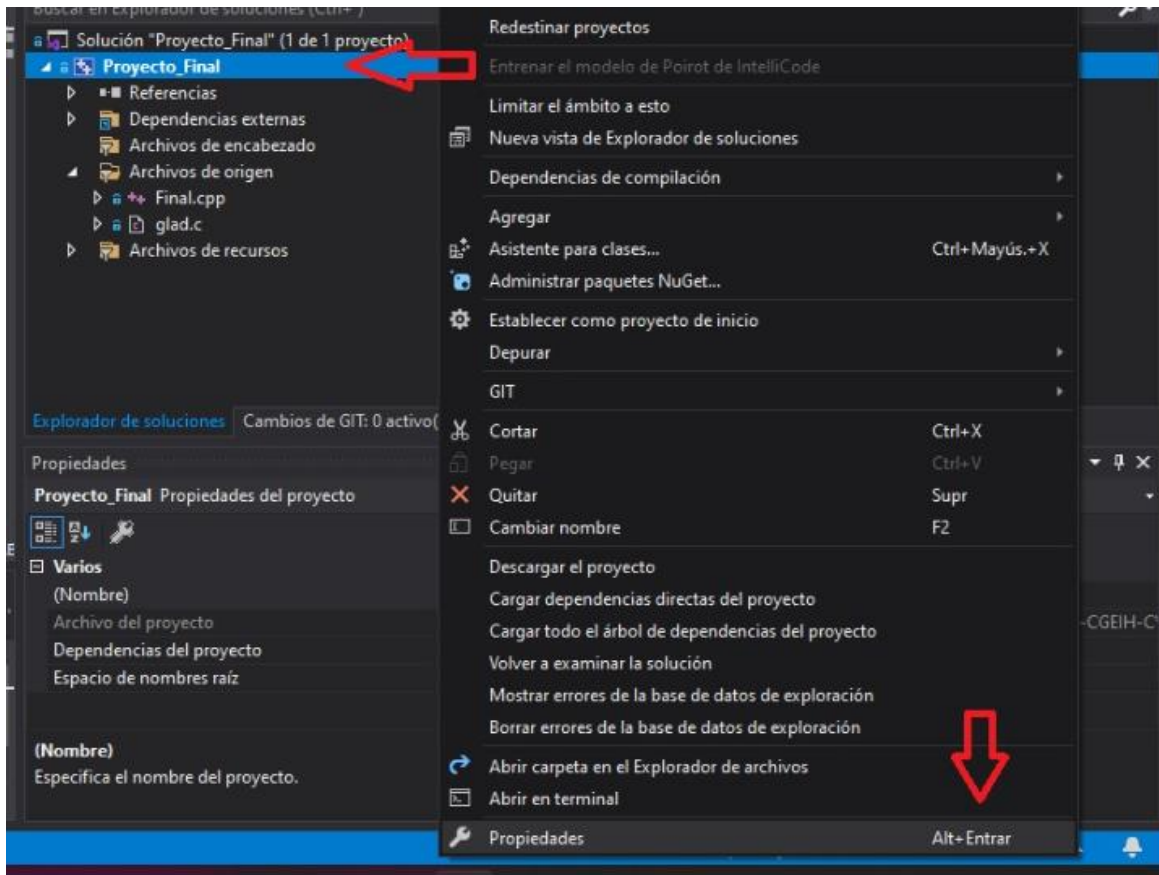 Buscar en Explorador de soluciones (Ctrl+
Solución "Proyecto_Final" (1 de 1 proyecto)
Proyecto_Final
Referencias
Dependencias externas
Archivos de encabezado
Archivos de origen
Final.cpp
glad.c
Archivos de recursos
Explorador de soluciones Cambios de GIT: 0 activo(
Propiedades
Proyecto_Final Propiedades del proyecto
Varios
(Nombre)
Archivo del proyecto
Dependencias del proyecto
Espacio de nombres raíz
(Nombre)
Especifica el nombre del proyecto.
Redestinar proyectos
Entrenar el modelo de Poirot de IntelliCode
Limitar el ámbito a esto
Nueva vista de Explorador de soluciones
Dependencias de compilación
Agregar
Asistente para clases... Ctrl+Mayús.+X
Administrar paquetes NuGet...
Establecer como proyecto de inicio
Depurar
GIT
Cortar Ctrl+X
Pegar Ctrl+V
Quitar Supr
Cambiar nombre F2
Descargar el proyecto
Cargar dependencias directas del proyecto
Cargar todo el árbol de dependencias del proyecto
Volver a examinar la solución
Mostrar errores de la base de datos de exploración
Borrar errores de la base de datos de exploración
Abrir carpeta en el Explorador de archivos
Abrir en terminal
Propiedades Alt+Entrar
-CGEIH-C